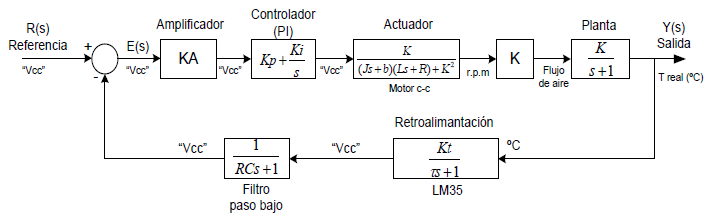 R(s)
Referencia
"Vcc"
+
-
E(s)
"Vcc"
Amplificador
KA
"Vcc"
Controlador
(PI)
Kp+Ki/s
"Vcc"
Actuador
K/((Js+b)(Ls+R)+K²)
Motor c-c
r.p.m
K
Flujo
de aire
Planta
K/(s+1)
Y(s)
Salida
T real (ºC)
Retroalimentación
ºC
Kt/(τs+1)
LM35
"Vcc"
1/(RCs+1)
Filtro
paso bajo
"Vcc"